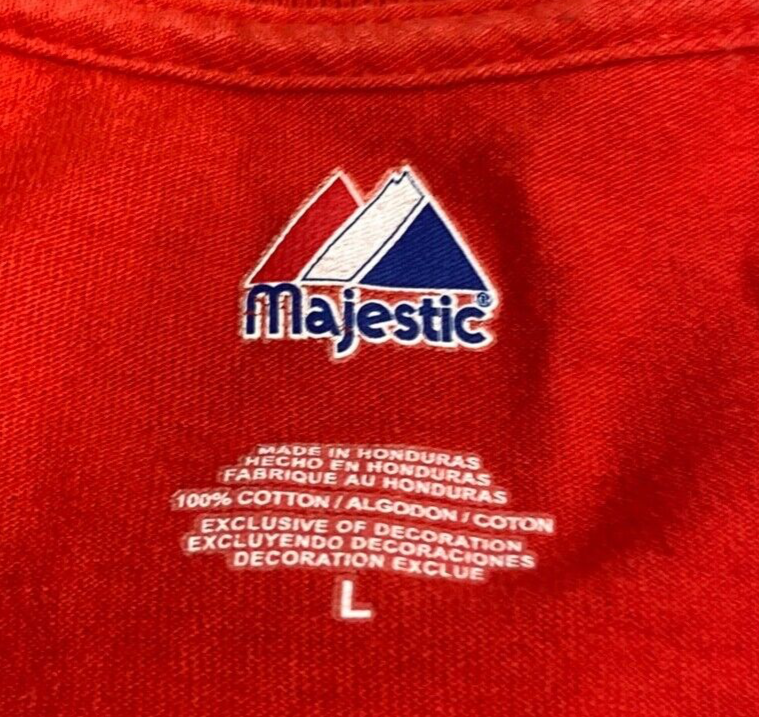 Majestic®
MADE IN HONDURAS
HECHO EN HONDURAS
FABRIQUE AU HONDURAS
100% COTTON / ALGODON / COTON
EXCLUSIVE OF DECORATION
EXCLUYENDO DECORACIONES
DECORATION EXCLUE
L